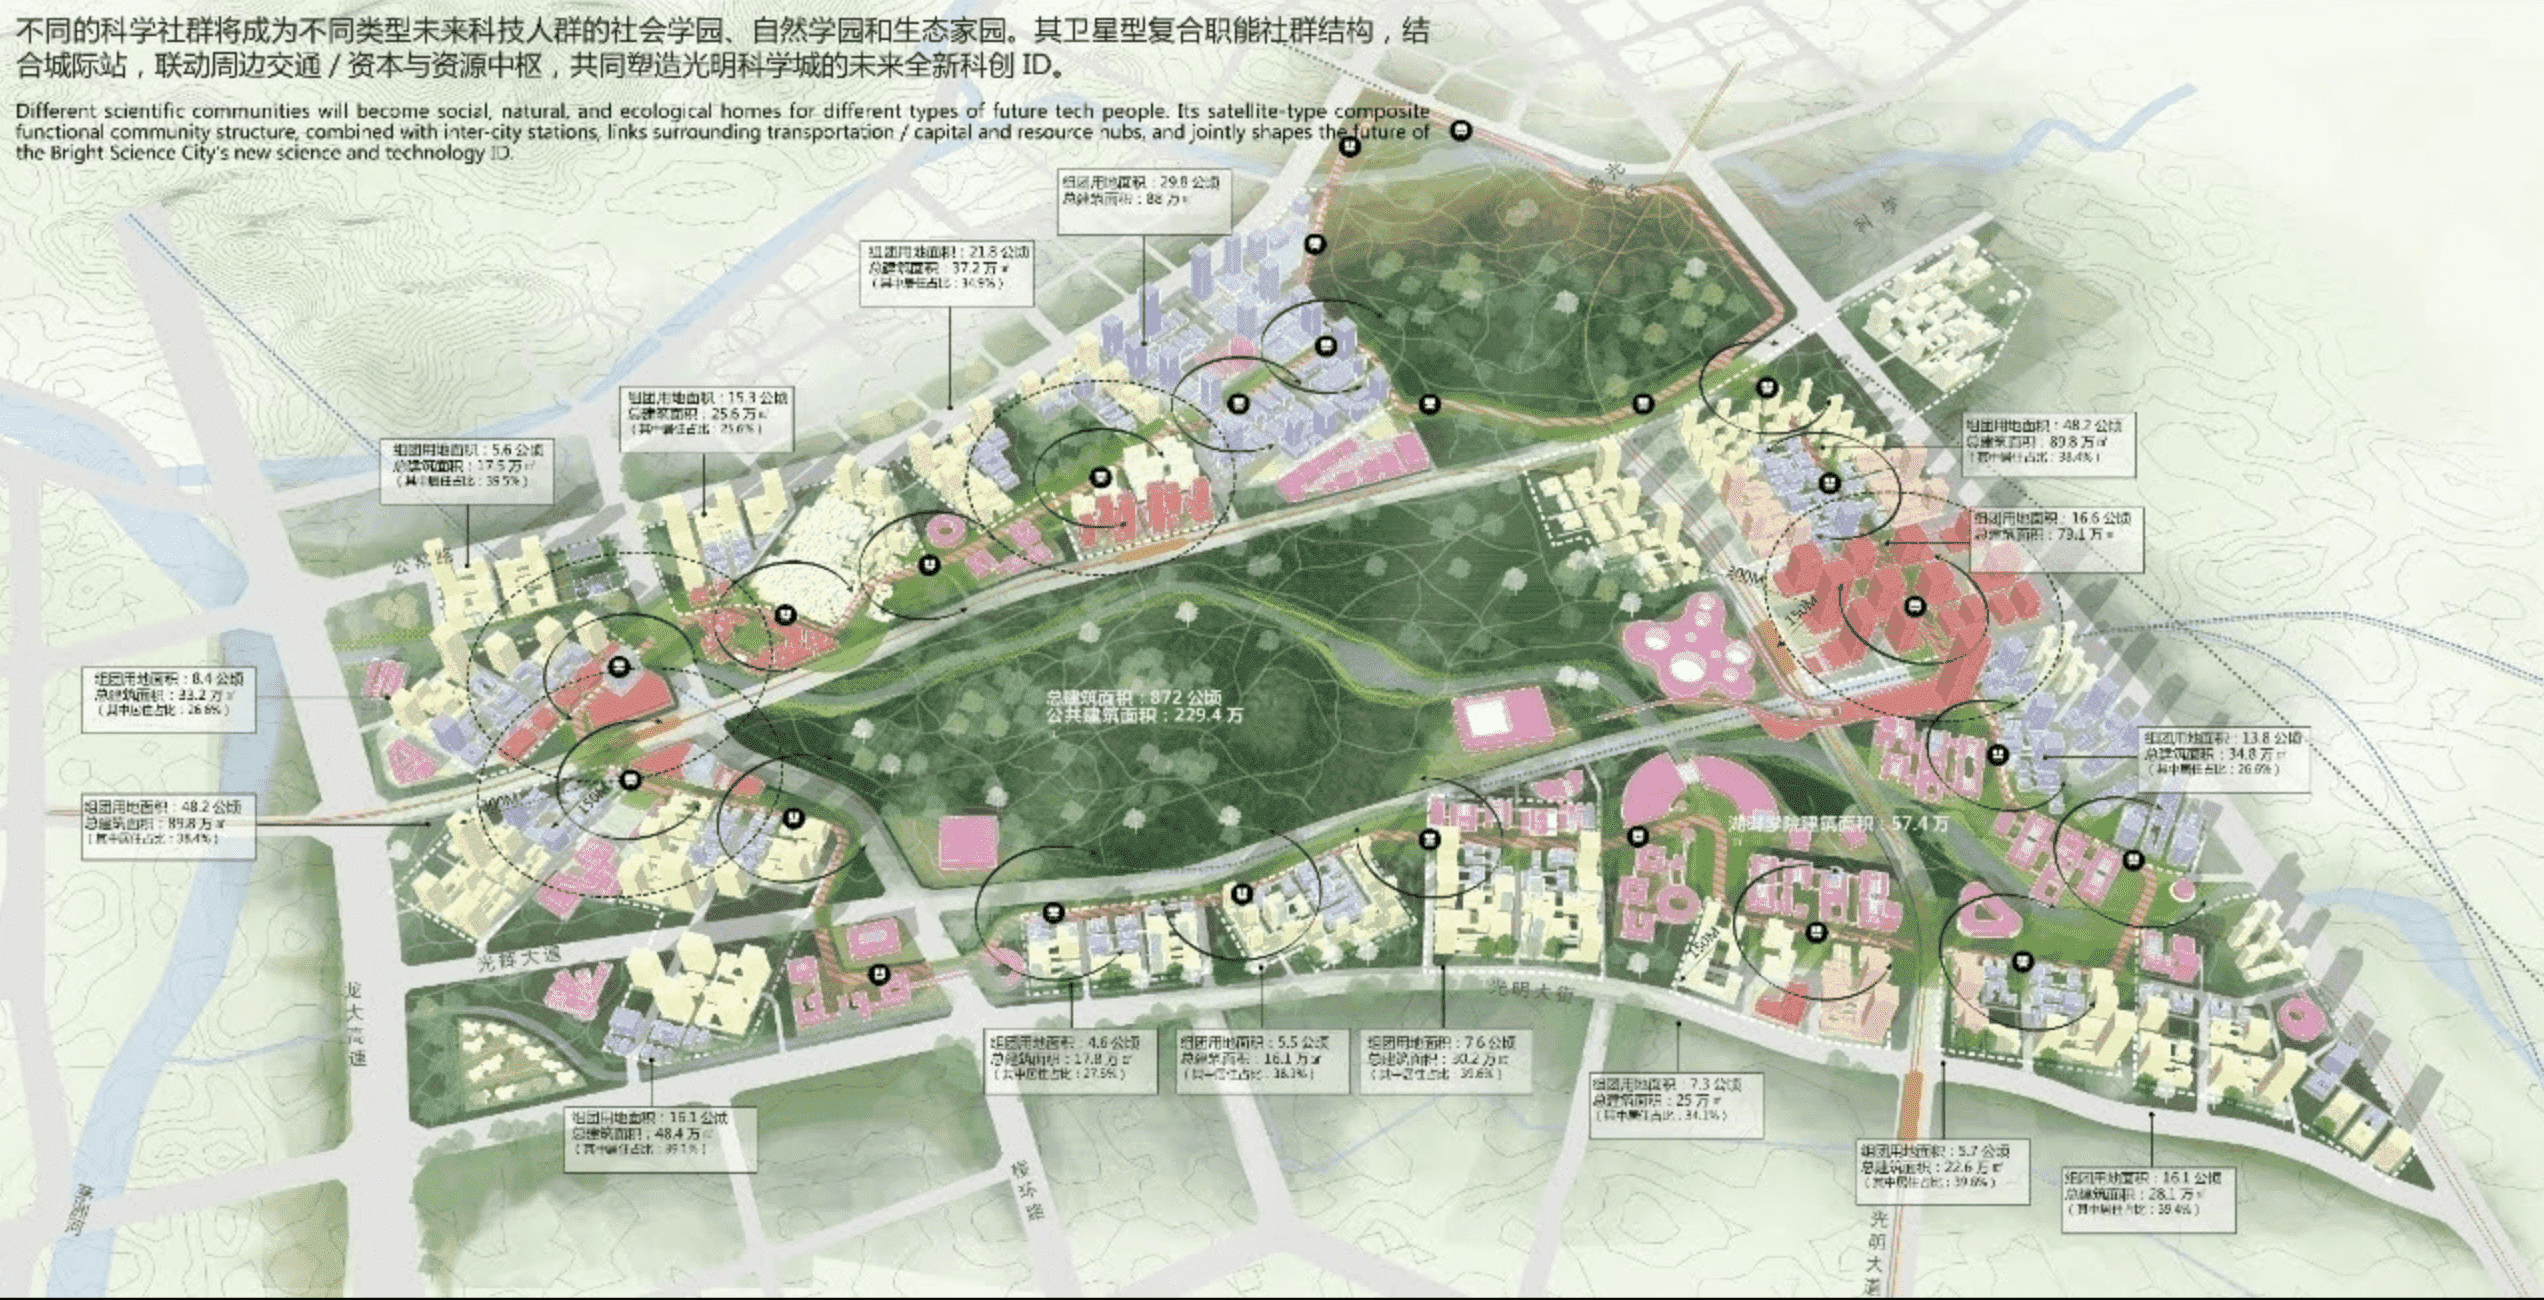 不同的科学社群将成为不同类型未来科技人群的社会学园、自然学园和生态家园。其卫星型复合职能社群结构，结
合城际站，联动周边交通 / 资本与资源中枢，共同塑造光明科学城的未来全新科创 ID。
Different scientific communities will become social, natural, and ecological homes for different types of future tech people. Its satellite-type composite
functional community structure, combined with inter-city stations, links surrounding transportation / capital and resource hubs, and jointly shapes the future of
the Bright Science City's new science and technology ID.
组团用地面积：29.8 公顷
总建筑面积：88 万㎡
组团用地面积：21.8 公顷
总建筑面积：37.2 万㎡
（其中居住占比：34.9%）
组团用地面积：15.3 公顷
总建筑面积：25.6 万㎡
（其中居住占比：25.6%）
组团用地面积：5.6 公顷
总建筑面积：17.5 万㎡
（其中居住占比：39.5%）
组团用地面积：48.2 公顷
总建筑面积：89.8 万㎡
（其中居住占比：38.4%）
组团用地面积：16.6 公顷
总建筑面积：79.1 万㎡
300M
150M
科学
公常路
组团用地面积：8.4 公顷
总建筑面积：33.2 万㎡
（其中居住占比：26.6%）
总建筑面积：872 公顷
公共建筑面积：229.4 万
㎡
组团用地面积：13.8 公顷
总建筑面积：34.8 万㎡
（其中居住占比：26.6%）
组团用地面积：48.2 公顷
总建筑面积：89.8 万㎡
（其中居住占比：38.4%）
300M
150M
湖畔学院建筑面积：57.4 万
㎡
150M
光辉大道
光明大街
龙大高速
组团用地面积：4.6 公顷
总建筑面积：17.8 万㎡
（其中居住占比：27.5%）
组团用地面积：5.5 公顷
总建筑面积：16.1 万㎡
（其中居住占比：38.3%）
组团用地面积：7.6 公顷
总建筑面积：30.2 万㎡
（其中居住占比：39.6%）
组团用地面积：7.3 公顷
总建筑面积：25 万㎡
（其中居住占比：34.1%）
组团用地面积：16.1 公顷
总建筑面积：48.4 万㎡
（其中居住占比：39.1%）
组团用地面积：5.7 公顷
总建筑面积：22.6 万㎡
（其中居住占比：39.6%）
组团用地面积：16.1 公顷
总建筑面积：28.1 万㎡
（其中居住占比：39.4%）
光明大道